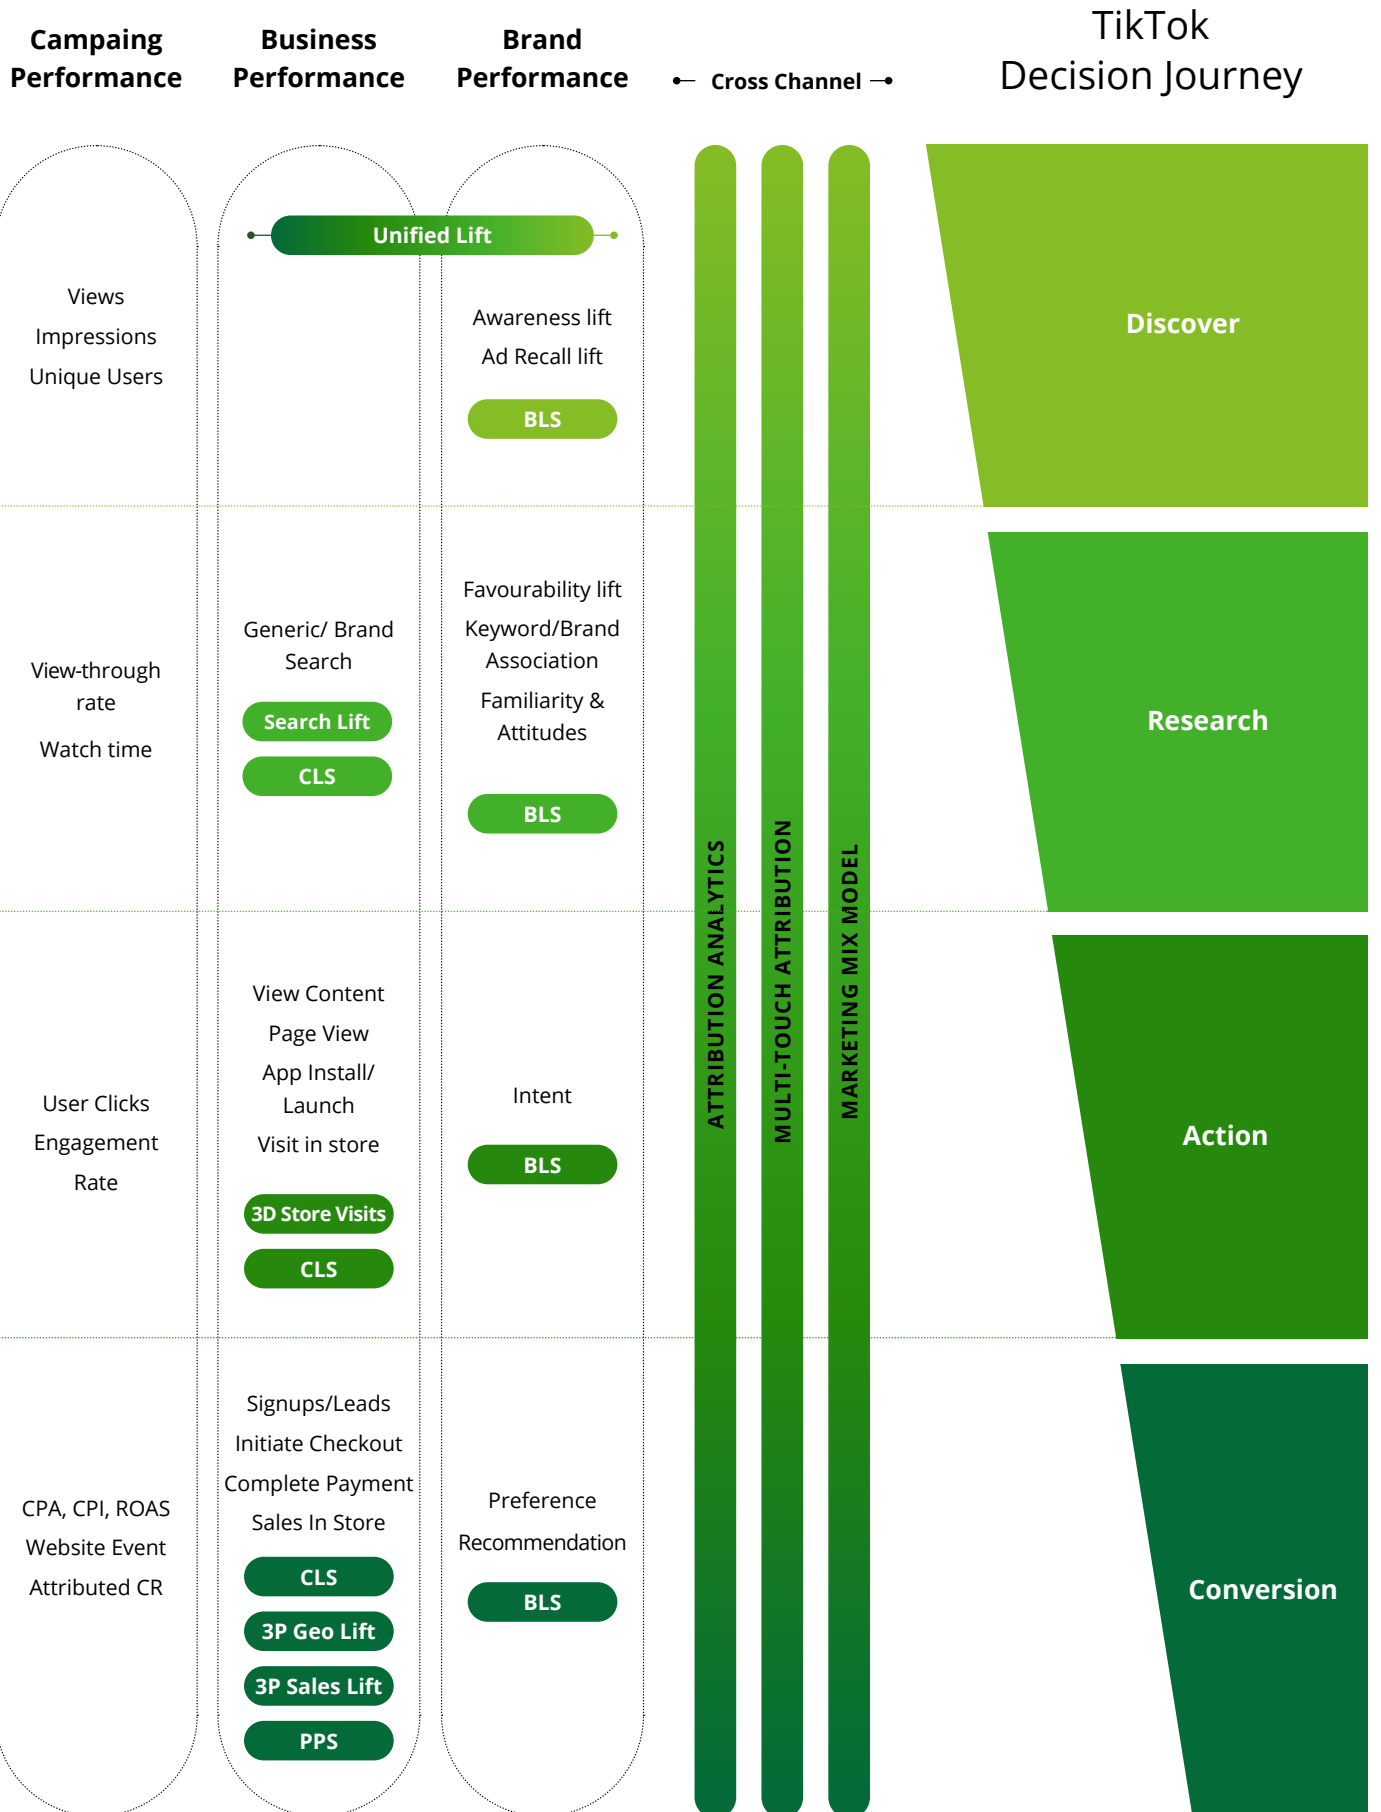 Campaing
Performance
Business
Performance
Brand
Performance
Cross Channel
TikTok
Decision Journey
Unified Lift
Views
Impressions
Unique Users
Awareness lift
Ad Recall lift
BLS
Discover
View-through
rate
Watch time
Generic/ Brand
Search
Search Lift
CLS
Favourability lift
Keyword/Brand
Association
Familiarity &
Attitudes
BLS
Research
ATTRIBUTION ANALYTICS
MULTI-TOUCH ATTRIBUTION
MARKETING MIX MODEL
User Clicks
Engagement
Rate
View Content
Page View
App Install/
Launch
Visit in store
3D Store Visits
CLS
Intent
BLS
Action
CPA, CPI, ROAS
Website Event
Attributed CR
Signups/Leads
Initiate Checkout
Complete Payment
Sales In Store
CLS
3P Geo Lift
3P Sales Lift
PPS
Preference
Recommendation
BLS
Conversion